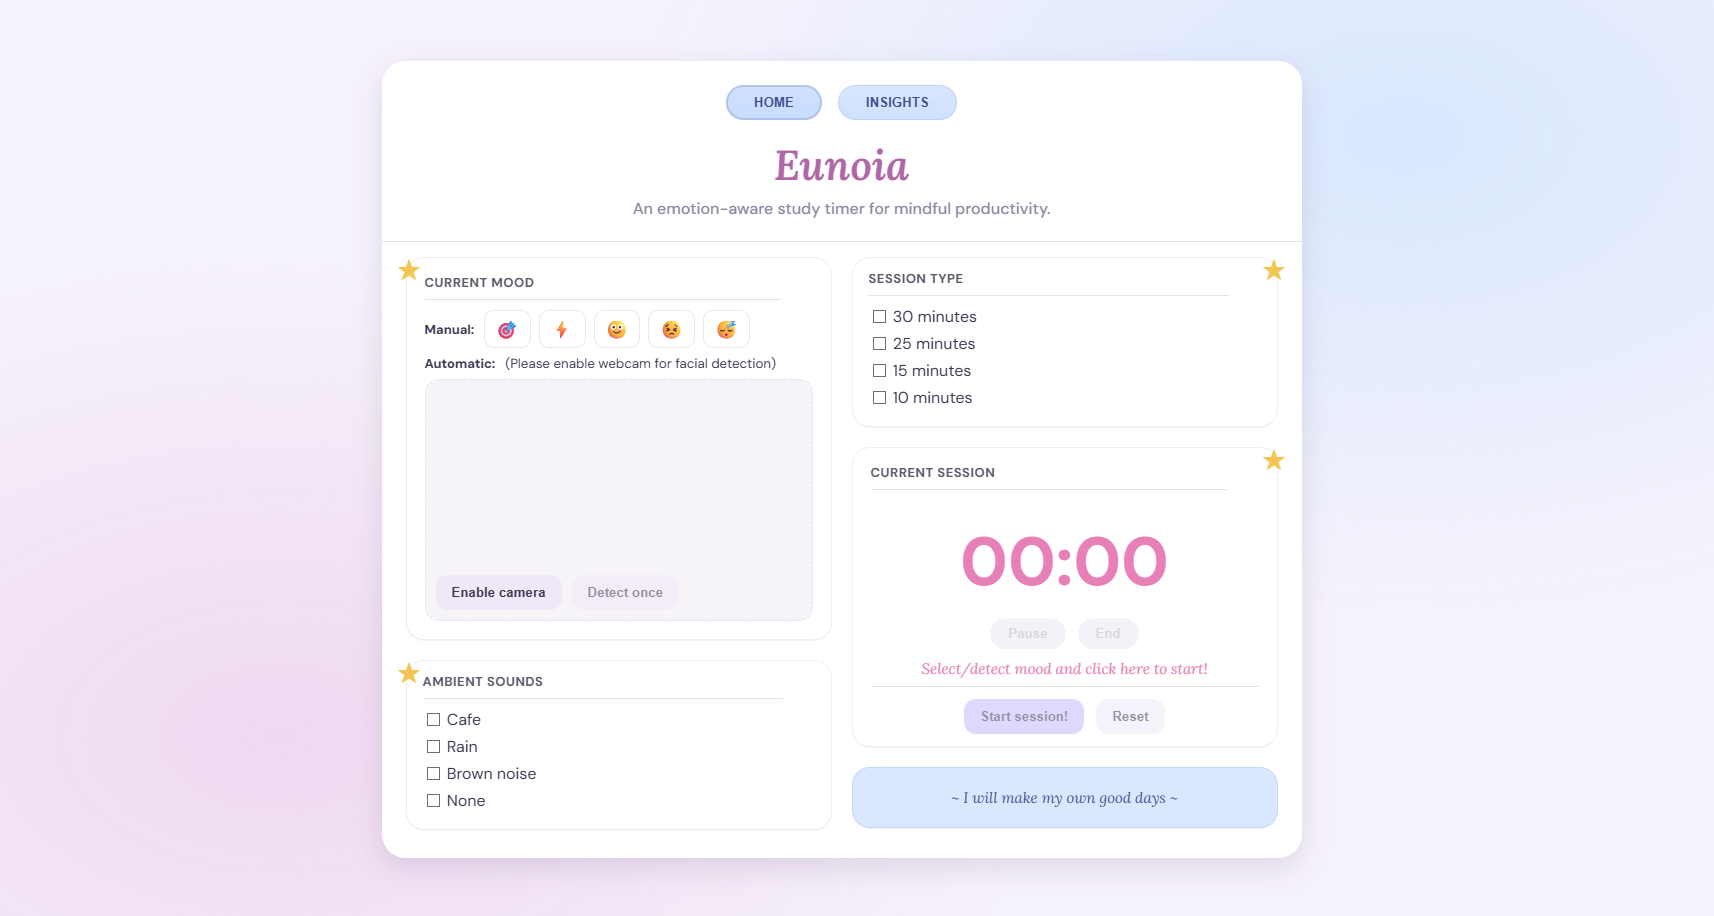 HOME
INSIGHTS
Eunoia
An emotion-aware study timer for mindful productivity.
CURRENT MOOD
Manual:
Automatic: (Please enable webcam for facial detection)
Enable camera
Detect once
AMBIENT SOUNDS
Cafe
Rain
Brown noise
None
SESSION TYPE
30 minutes
25 minutes
15 minutes
10 minutes
CURRENT SESSION
00:00
Pause
End
Select/detect mood and click here to start!
Start session!
Reset
~ I will make my own good days ~